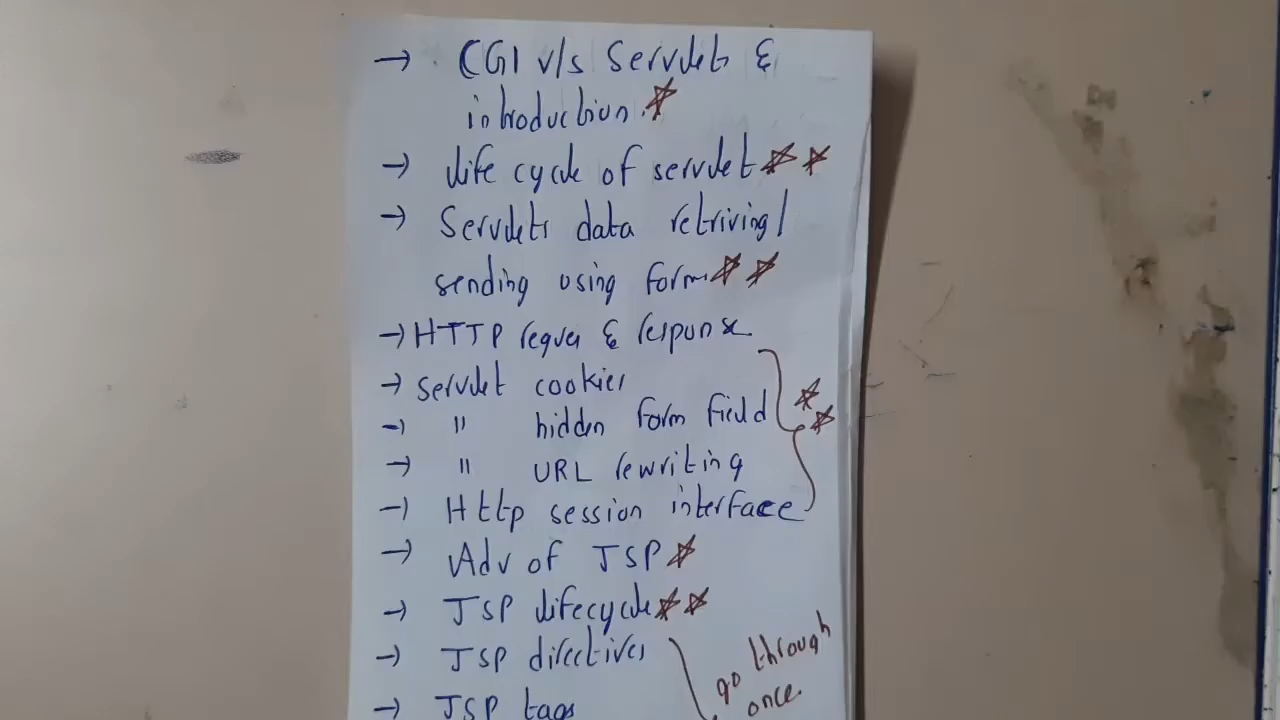 → CGI v/s Servlets &
introduction. ☆
→ life cycle of servlet ☆ ☆
→ Servlets data retriving/
sending using form ☆ ☆
→ HTTP reques & response
→ servlet cookies
→ " hidden form field ☆ ☆
→ " URL rewriting
→ Http session interface
→ Adv of JSP ☆
→ JSP lifecycle ☆ ☆
→ JSP directives
go through
once
→ JSP tags